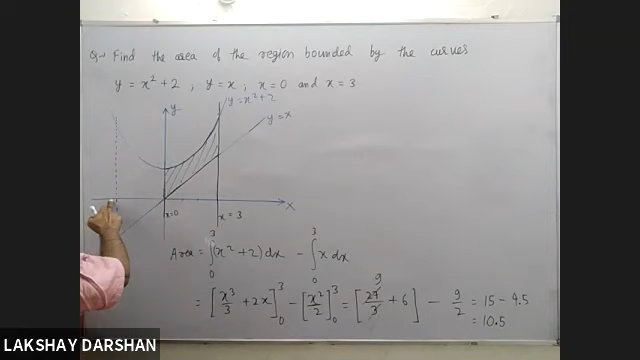 Q→ Find the area of the region bounded by the curves
y = x² + 2 , y = x , x = 0 and x = 3
y
y = x² + 2
y = x
x
x=0
x = 3
Area = ∫₀³ (x² + 2) dx − ∫₀³ x dx
= [x³/3 + 2x]₀³ − [x²/2]₀³ = [27/3 + 6] − 9/2 = 15 − 4.5
9
= 10.5
LAKSHAY DARSHAN